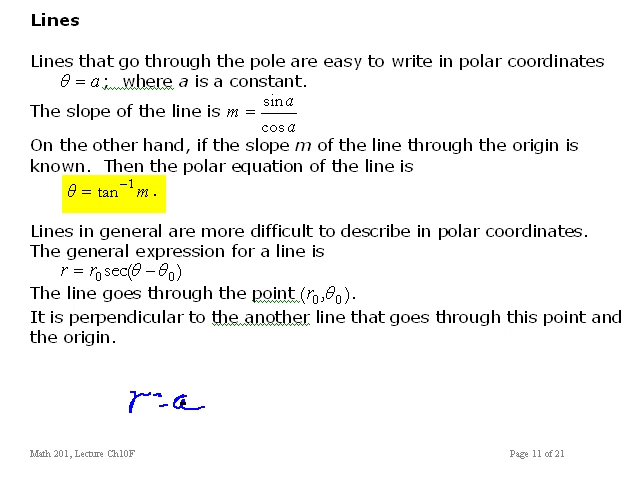 Lines
Lines that go through the pole are easy to write in polar coordinates
θ = a ;  where a is a constant.
The slope of the line is m = sin a / cos a
On the other hand, if the slope m of the line through the origin is
known.  Then the polar equation of the line is
θ = tan⁻¹ m .
Lines in general are more difficult to describe in polar coordinates.
The general expression for a line is
r = r₀ sec(θ − θ₀)
The line goes through the point (r₀,θ₀).
It is perpendicular to the another line that goes through this point and
the origin.
r = a
Math 201, Lecture Ch10F Page 11 of 21